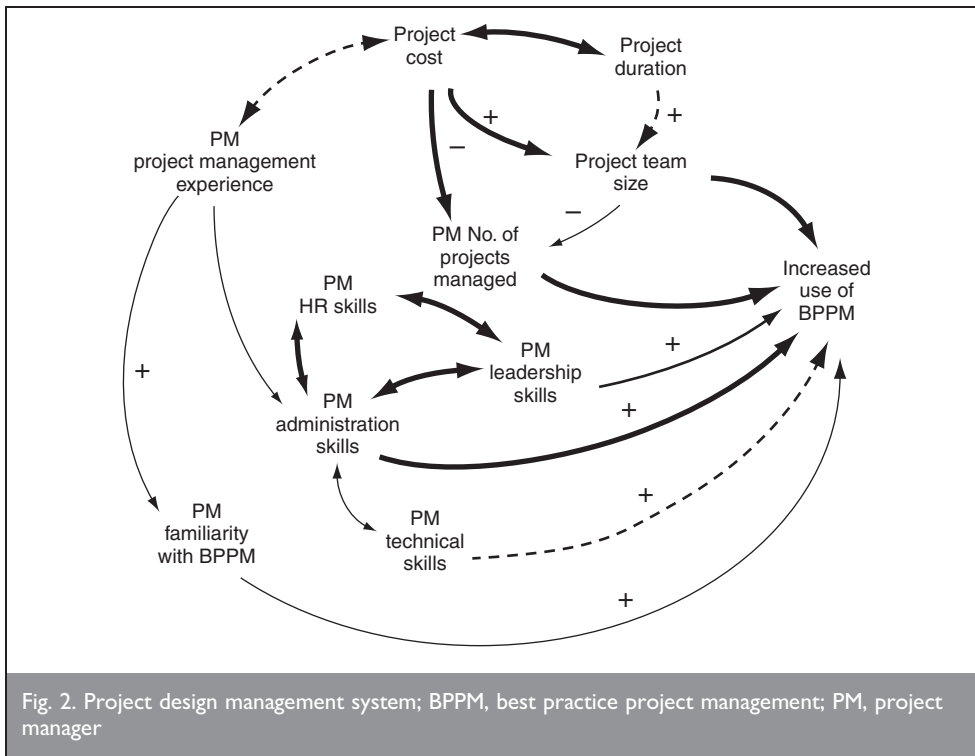 Project
cost
Project
duration
+
+
–
PM
project management
experience
Project team
size
–
PM No. of
projects
managed
Increased
use of
BPPM
PM
HR skills
+
PM
leadership
skills
+
+
PM
administration
skills
+
PM
familiarity
with BPPM
PM
technical
skills
+
Fig. 2. Project design management system; BPPM, best practice project management; PM, project
manager